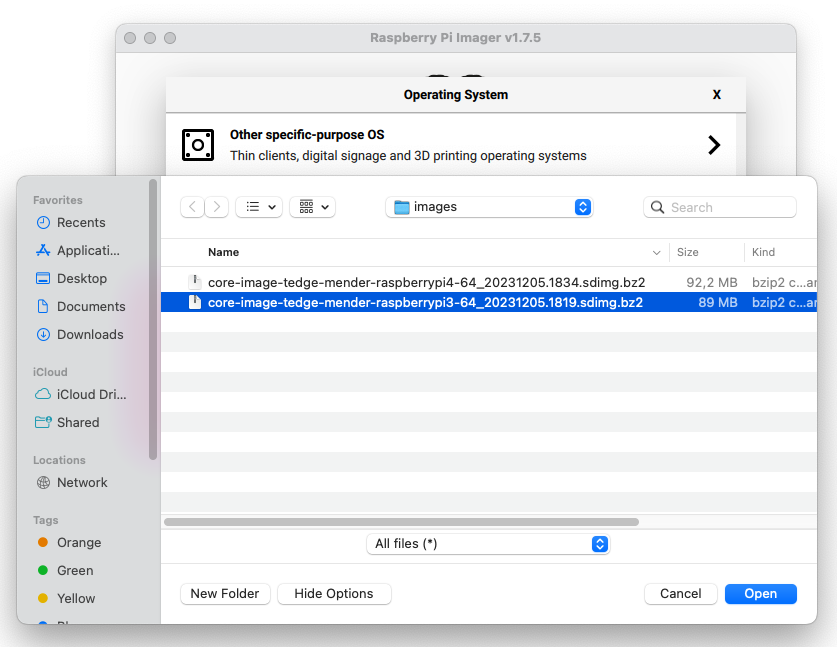 Raspberry Pi Imager v1.7.5
Operating System
X
Other specific-purpose OS
Thin clients, digital signage and 3D printing operating systems
Favorites
Recents
Applicati...
Desktop
Documents
Downloads
iCloud
iCloud Dri...
Shared
Locations
Network
Tags
Orange
Green
Yellow
images
Search
Name Size Kind
core-image-tedge-mender-raspberrypi4-64_20231205.1834.sdimg.bz2 92,2 MB bzip2 c...ar
core-image-tedge-mender-raspberrypi3-64_20231205.1819.sdimg.bz2 89 MB bzip2 c...ar
All files (*)
New Folder Hide Options Cancel Open